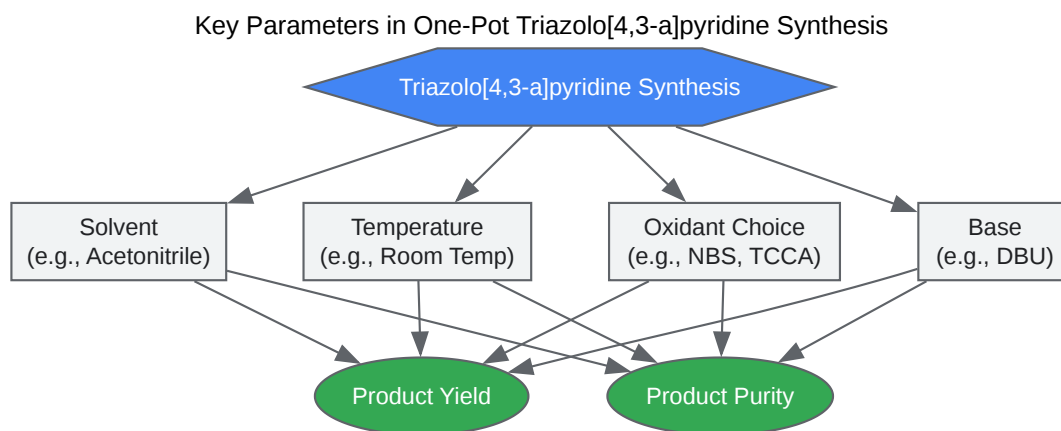 Key Parameters in One-Pot Triazolo[4,3-a]pyridine Synthesis
Triazolo[4,3-a]pyridine Synthesis
Solvent
(e.g., Acetonitrile)
Temperature
(e.g., Room Temp)
Oxidant Choice
(e.g., NBS, TCCA)
Base
(e.g., DBU)
Product Yield
Product Purity